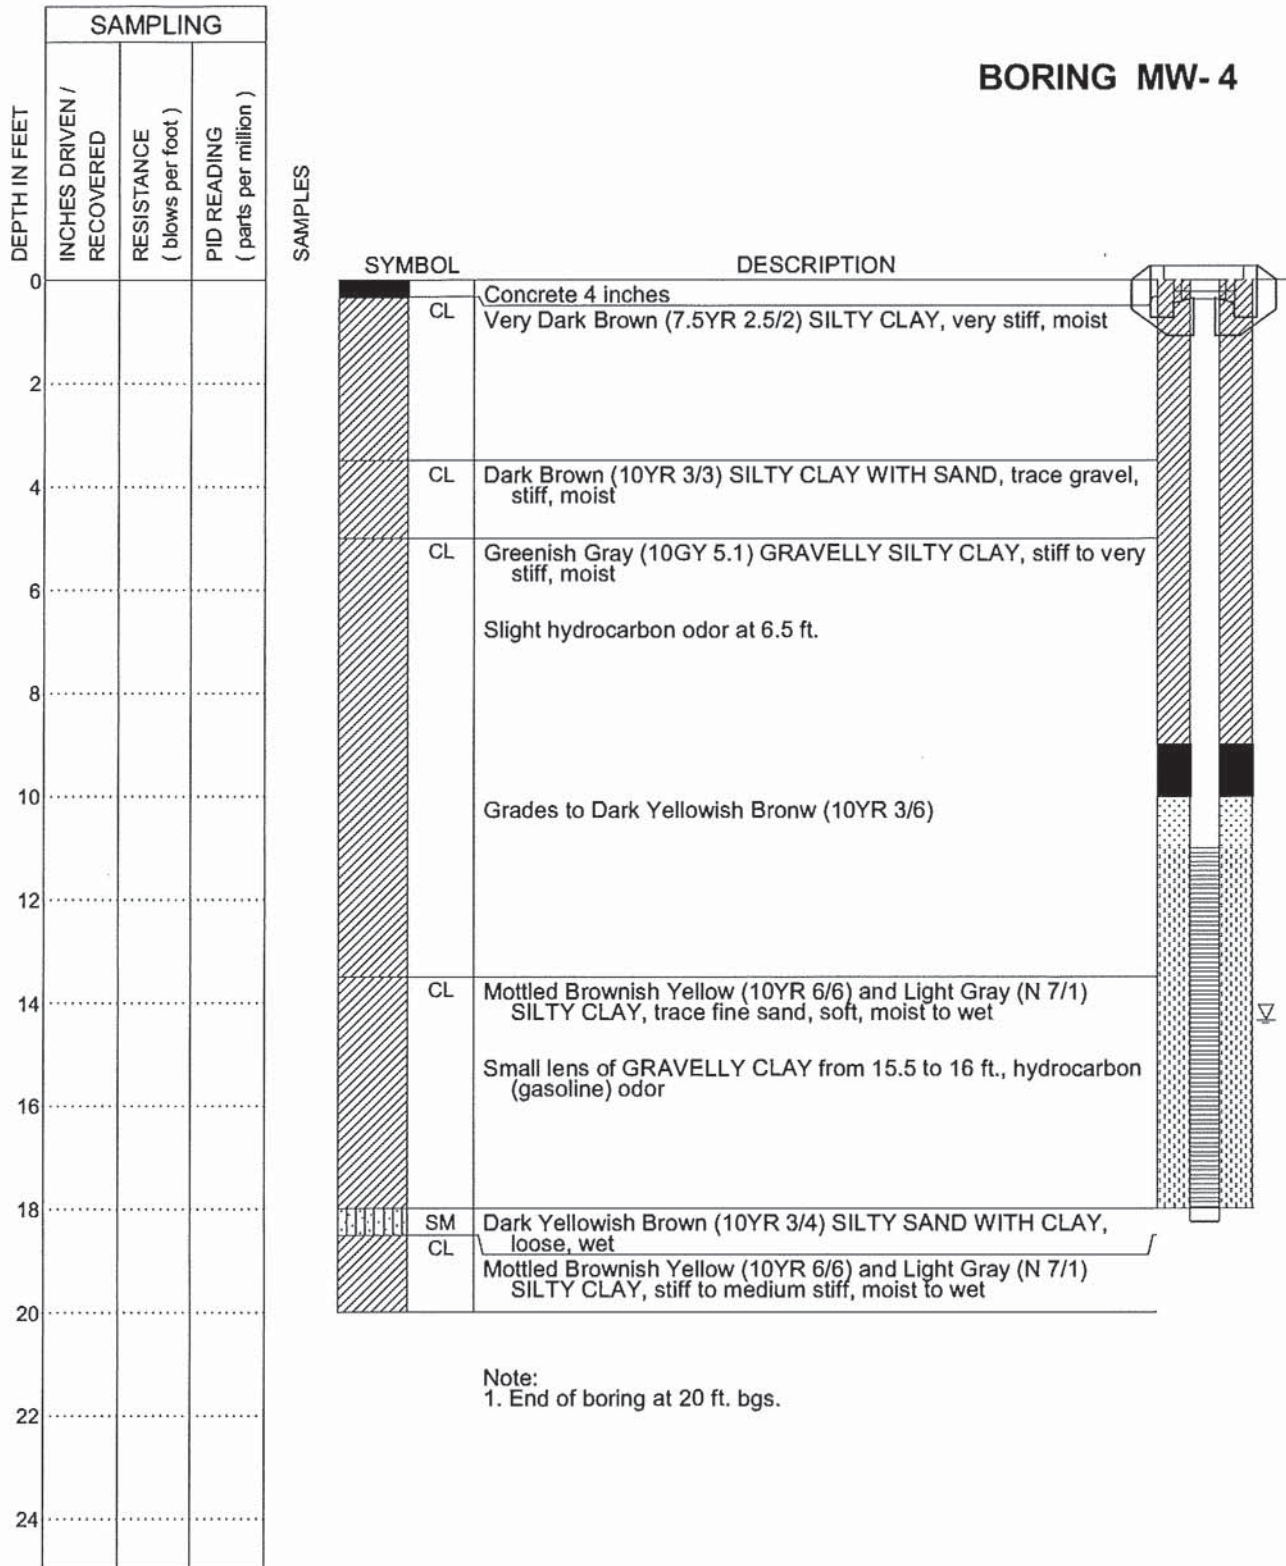 SAMPLING
BORING MW- 4
DEPTH IN FEET
INCHES DRIVEN /
RECOVERED
RESISTANCE
( blows per foot )
PID READING
( parts per million )
SAMPLES
SYMBOL
DESCRIPTION
0
Concrete 4 inches
CL
Very Dark Brown (7.5YR 2.5/2) SILTY CLAY, very stiff, moist
2
CL
Dark Brown (10YR 3/3) SILTY CLAY WITH SAND, trace gravel,
stiff, moist
4
CL
Greenish Gray (10GY 5.1) GRAVELLY SILTY CLAY, stiff to very
stiff, moist
6
Slight hydrocarbon odor at 6.5 ft.
8
10
Grades to Dark Yellowish Bronw (10YR 3/6)
12
CL
Mottled Brownish Yellow (10YR 6/6) and Light Gray (N 7/1)
SILTY CLAY, trace fine sand, soft, moist to wet
14
Small lens of GRAVELLY CLAY from 15.5 to 16 ft., hydrocarbon
(gasoline) odor
16
18
SM
Dark Yellowish Brown (10YR 3/4) SILTY SAND WITH CLAY,
loose, wet
CL
Mottled Brownish Yellow (10YR 6/6) and Light Gray (N 7/1)
SILTY CLAY, stiff to medium stiff, moist to wet
20
Note:
1. End of boring at 20 ft. bgs.
22
24